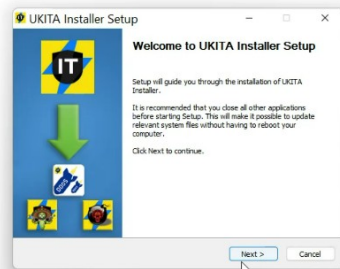 UKITA Installer Setup
Welcome to UKITA Installer Setup
IT
Setup will guide you through the installation of UKITA
Installer.
It is recommended that you close all other applications
before starting Setup. This will make it possible to update
relevant system files without having to reboot your
computer.
Click Next to continue.
DDOS
Next >
Cancel